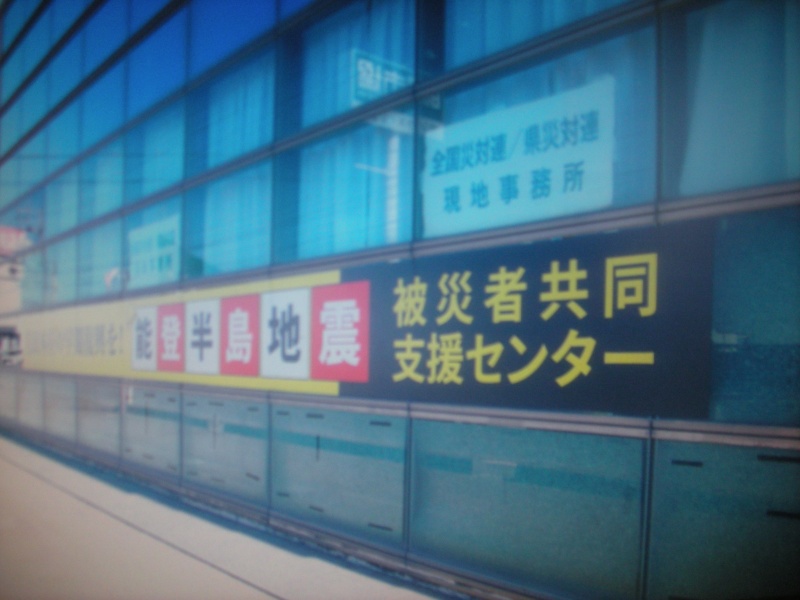 全国災対連/県災対連
現地事務所
能登半島地震
被災者共同
支援センター